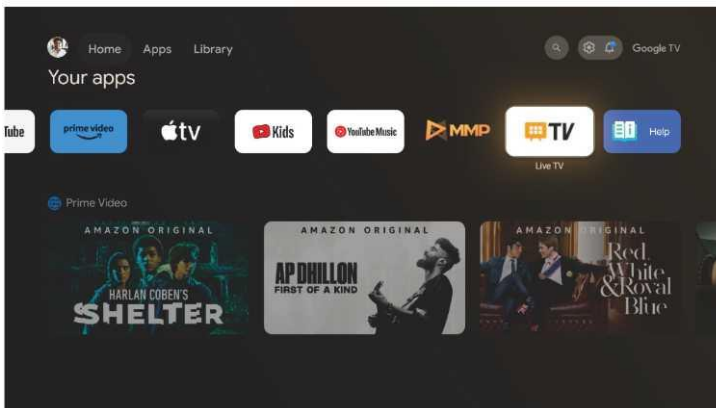 Home Apps Library Google TV
Your apps
Tube prime video tv Kids YouTube Music MMP TV Help
Live TV
Prime Video
AMAZON ORIGINAL AMAZON ORIGINAL AMAZON ORIGINAL
HARLAN COBEN'S
SHELTER
AP DHILLON
FIRST OF A KIND
Red,
White
& Royal
Blue